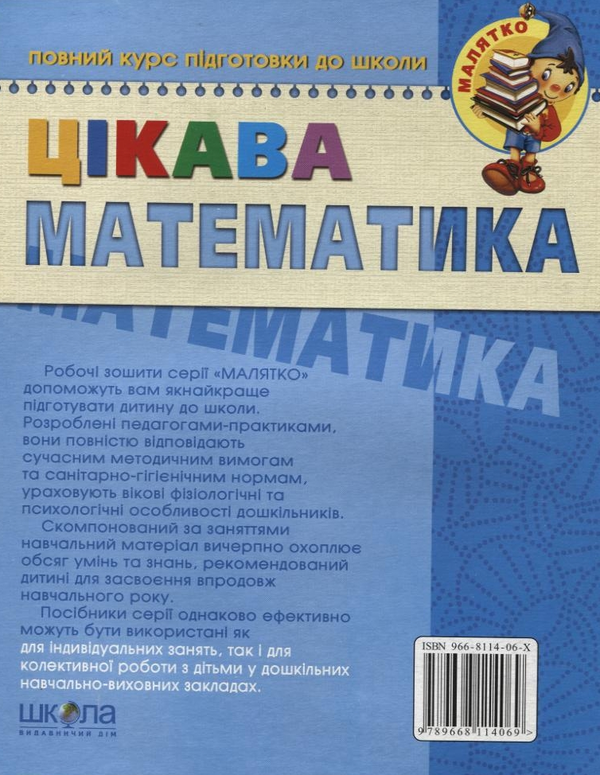 ПОВНИЙ КУРС ПІДГОТОВКИ ДО ШКОЛИ
МАЛЯТКО
ЦІКАВА
МАТЕМАТИКА
МАТЕМАТИКА
Робочі зошити серії «МАЛЯТКО»
допоможуть вам якнайкраще
підготувати дитину до школи.
Розроблені педагогами-практиками,
вони повністю відповідають
сучасним методичним вимогам
та санітарно-гігієнічним нормам,
ураховують вікові фізіологічні та
психологічні особливості дошкільників.
Скомпонований за заняттями
навчальний матеріал вичерпно охоплює
обсяг умінь та знань, рекомендований
дитині для засвоєння впродовж
навчального року.
Посібники серії однаково ефективно
можуть бути використані як
для індивідуальних занять, так і для
колективної роботи з дітьми у дошкільних
навчально-виховних закладах.
ISBN 966-8114-06-X
9 789668 114069 >
ШКОЛА
ВИДАВНИЧИЙ ДІМ